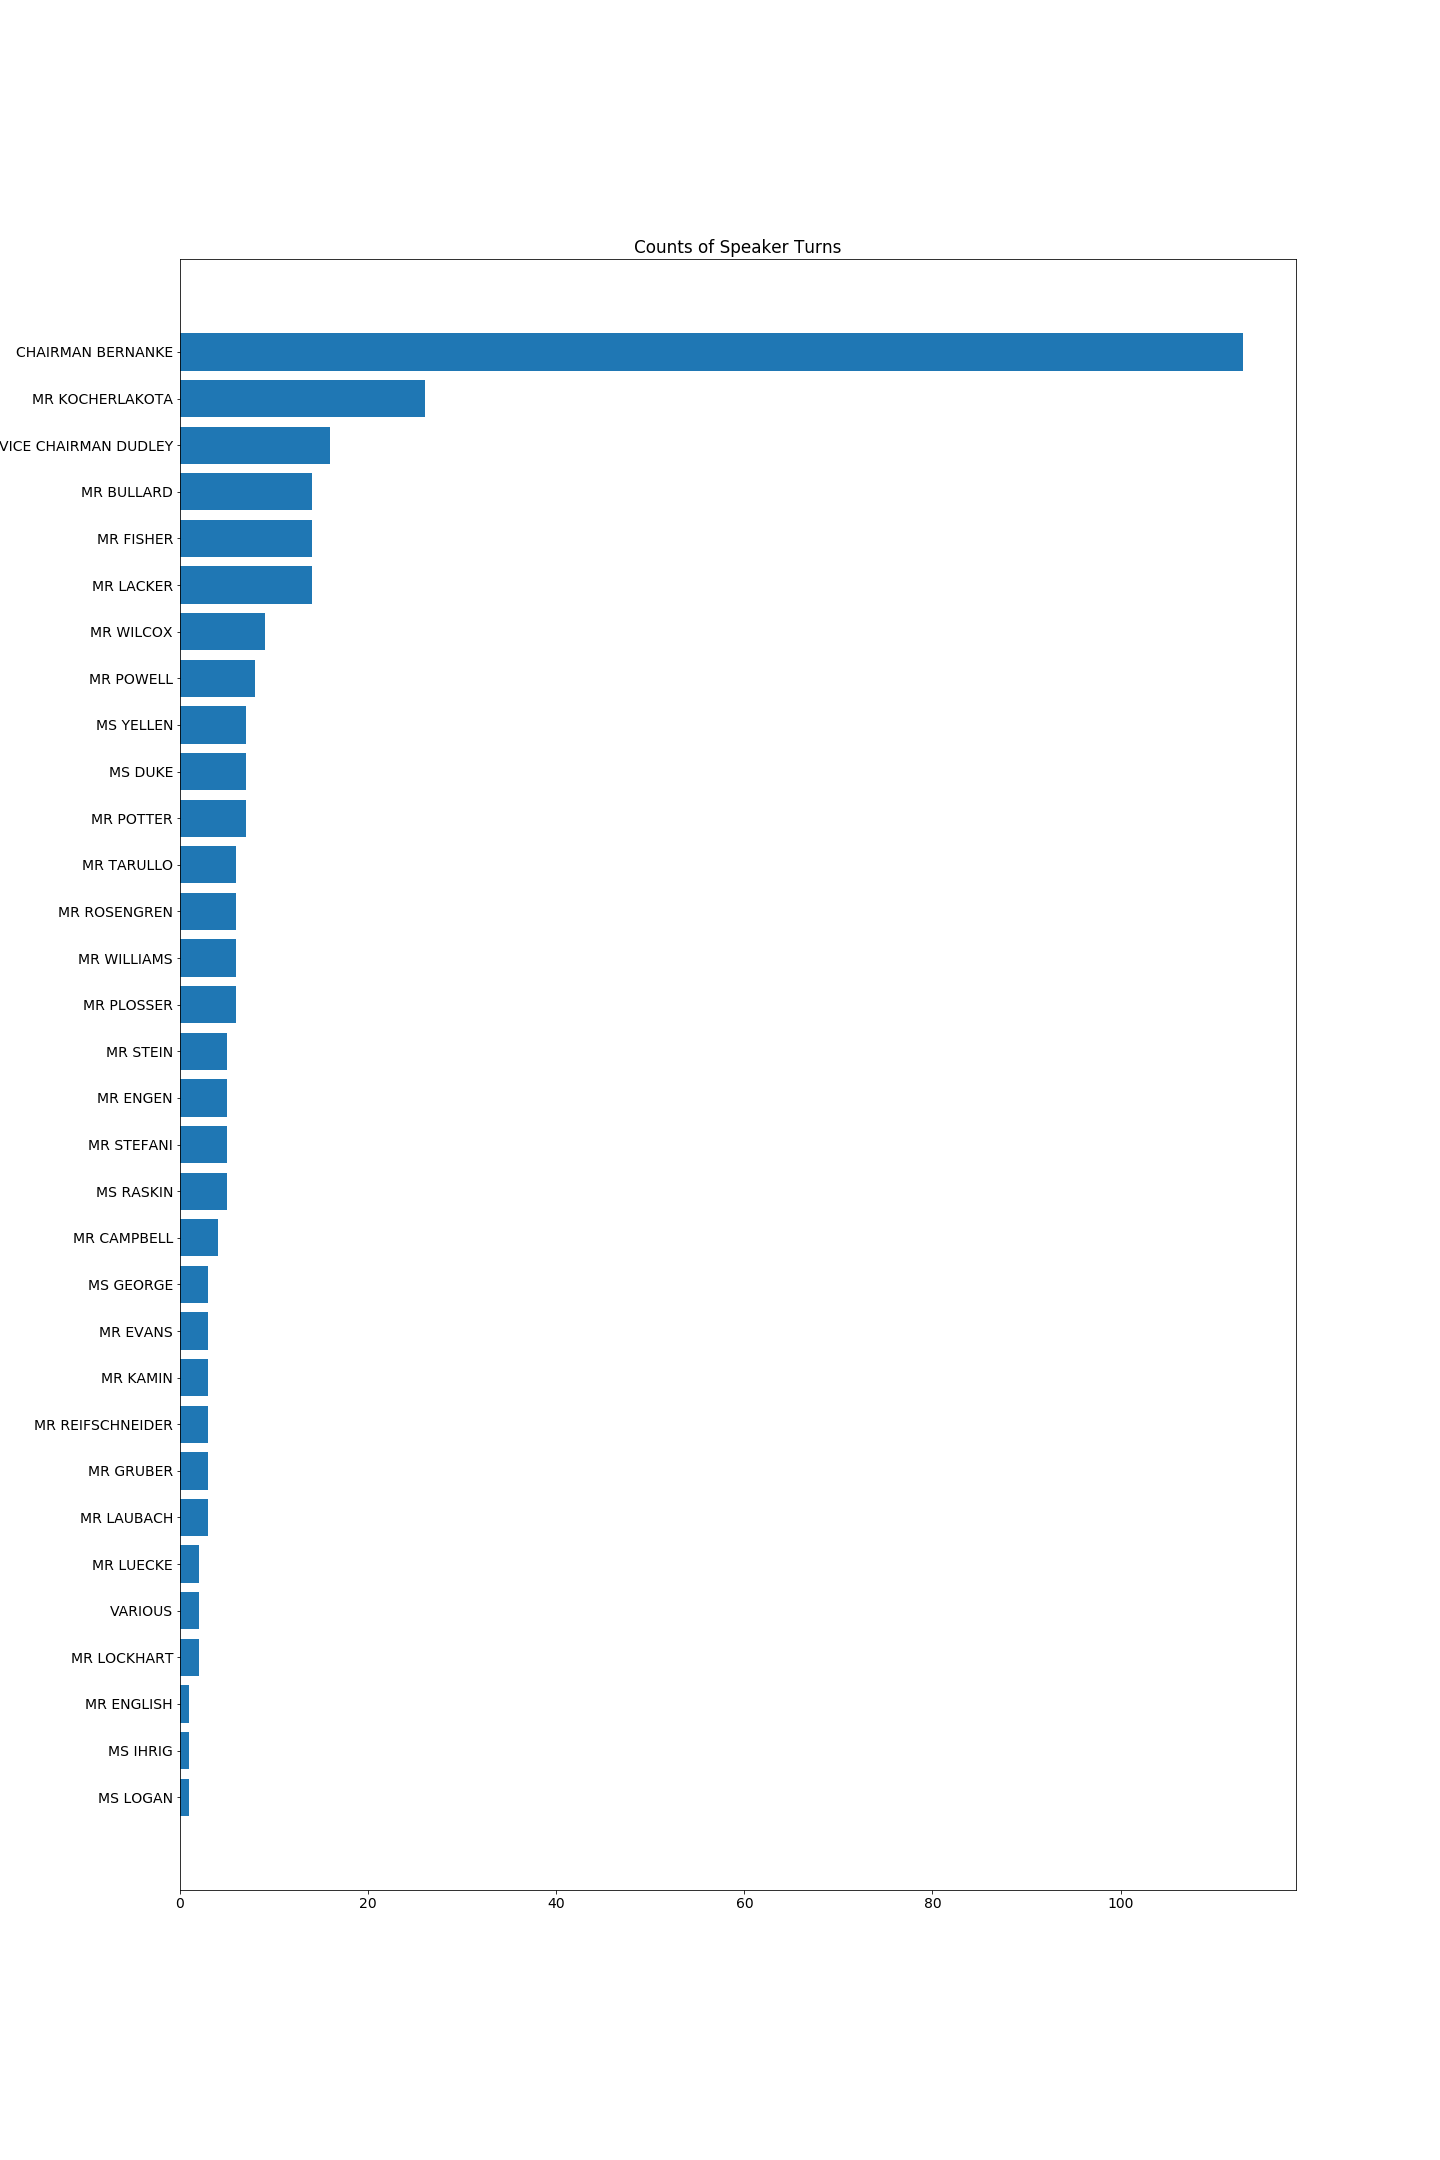 Counts of Speaker Turns
CHAIRMAN BERNANKE
MR KOCHERLAKOTA
VICE CHAIRMAN DUDLEY
MR BULLARD
MR FISHER
MR LACKER
MR WILCOX
MR POWELL
MS YELLEN
MS DUKE
MR POTTER
MR TARULLO
MR ROSENGREN
MR WILLIAMS
MR PLOSSER
MR STEIN
MR ENGEN
MR STEFANI
MS RASKIN
MR CAMPBELL
MS GEORGE
MR EVANS
MR KAMIN
MR REIFSCHNEIDER
MR GRUBER
MR LAUBACH
MR LUECKE
VARIOUS
MR LOCKHART
MR ENGLISH
MS IHRIG
MS LOGAN
0 20 40 60 80 100